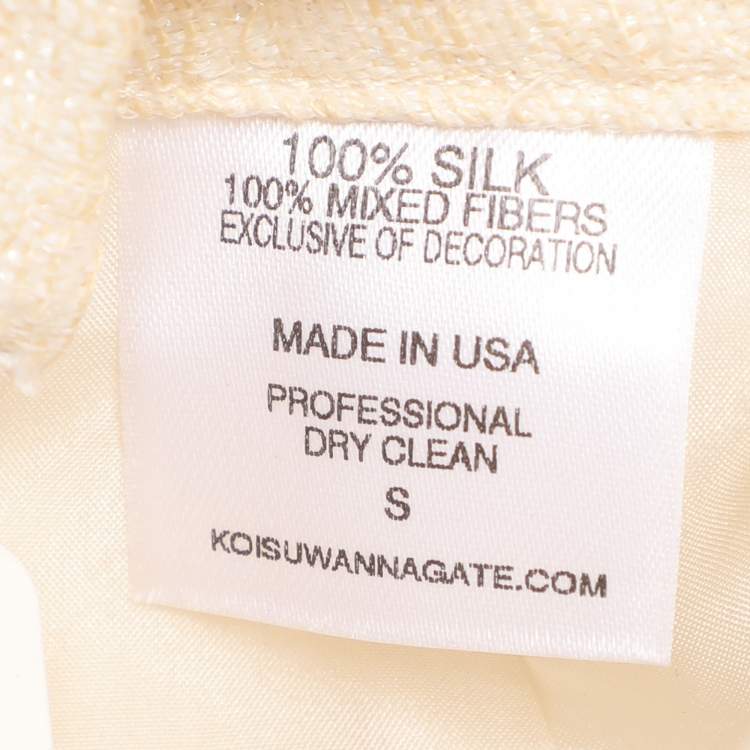 100% SILK
100% MIXED FIBERS
EXCLUSIVE OF DECORATION
MADE IN USA
PROFESSIONAL
DRY CLEAN
S
KOISUWANNAGATE.COM